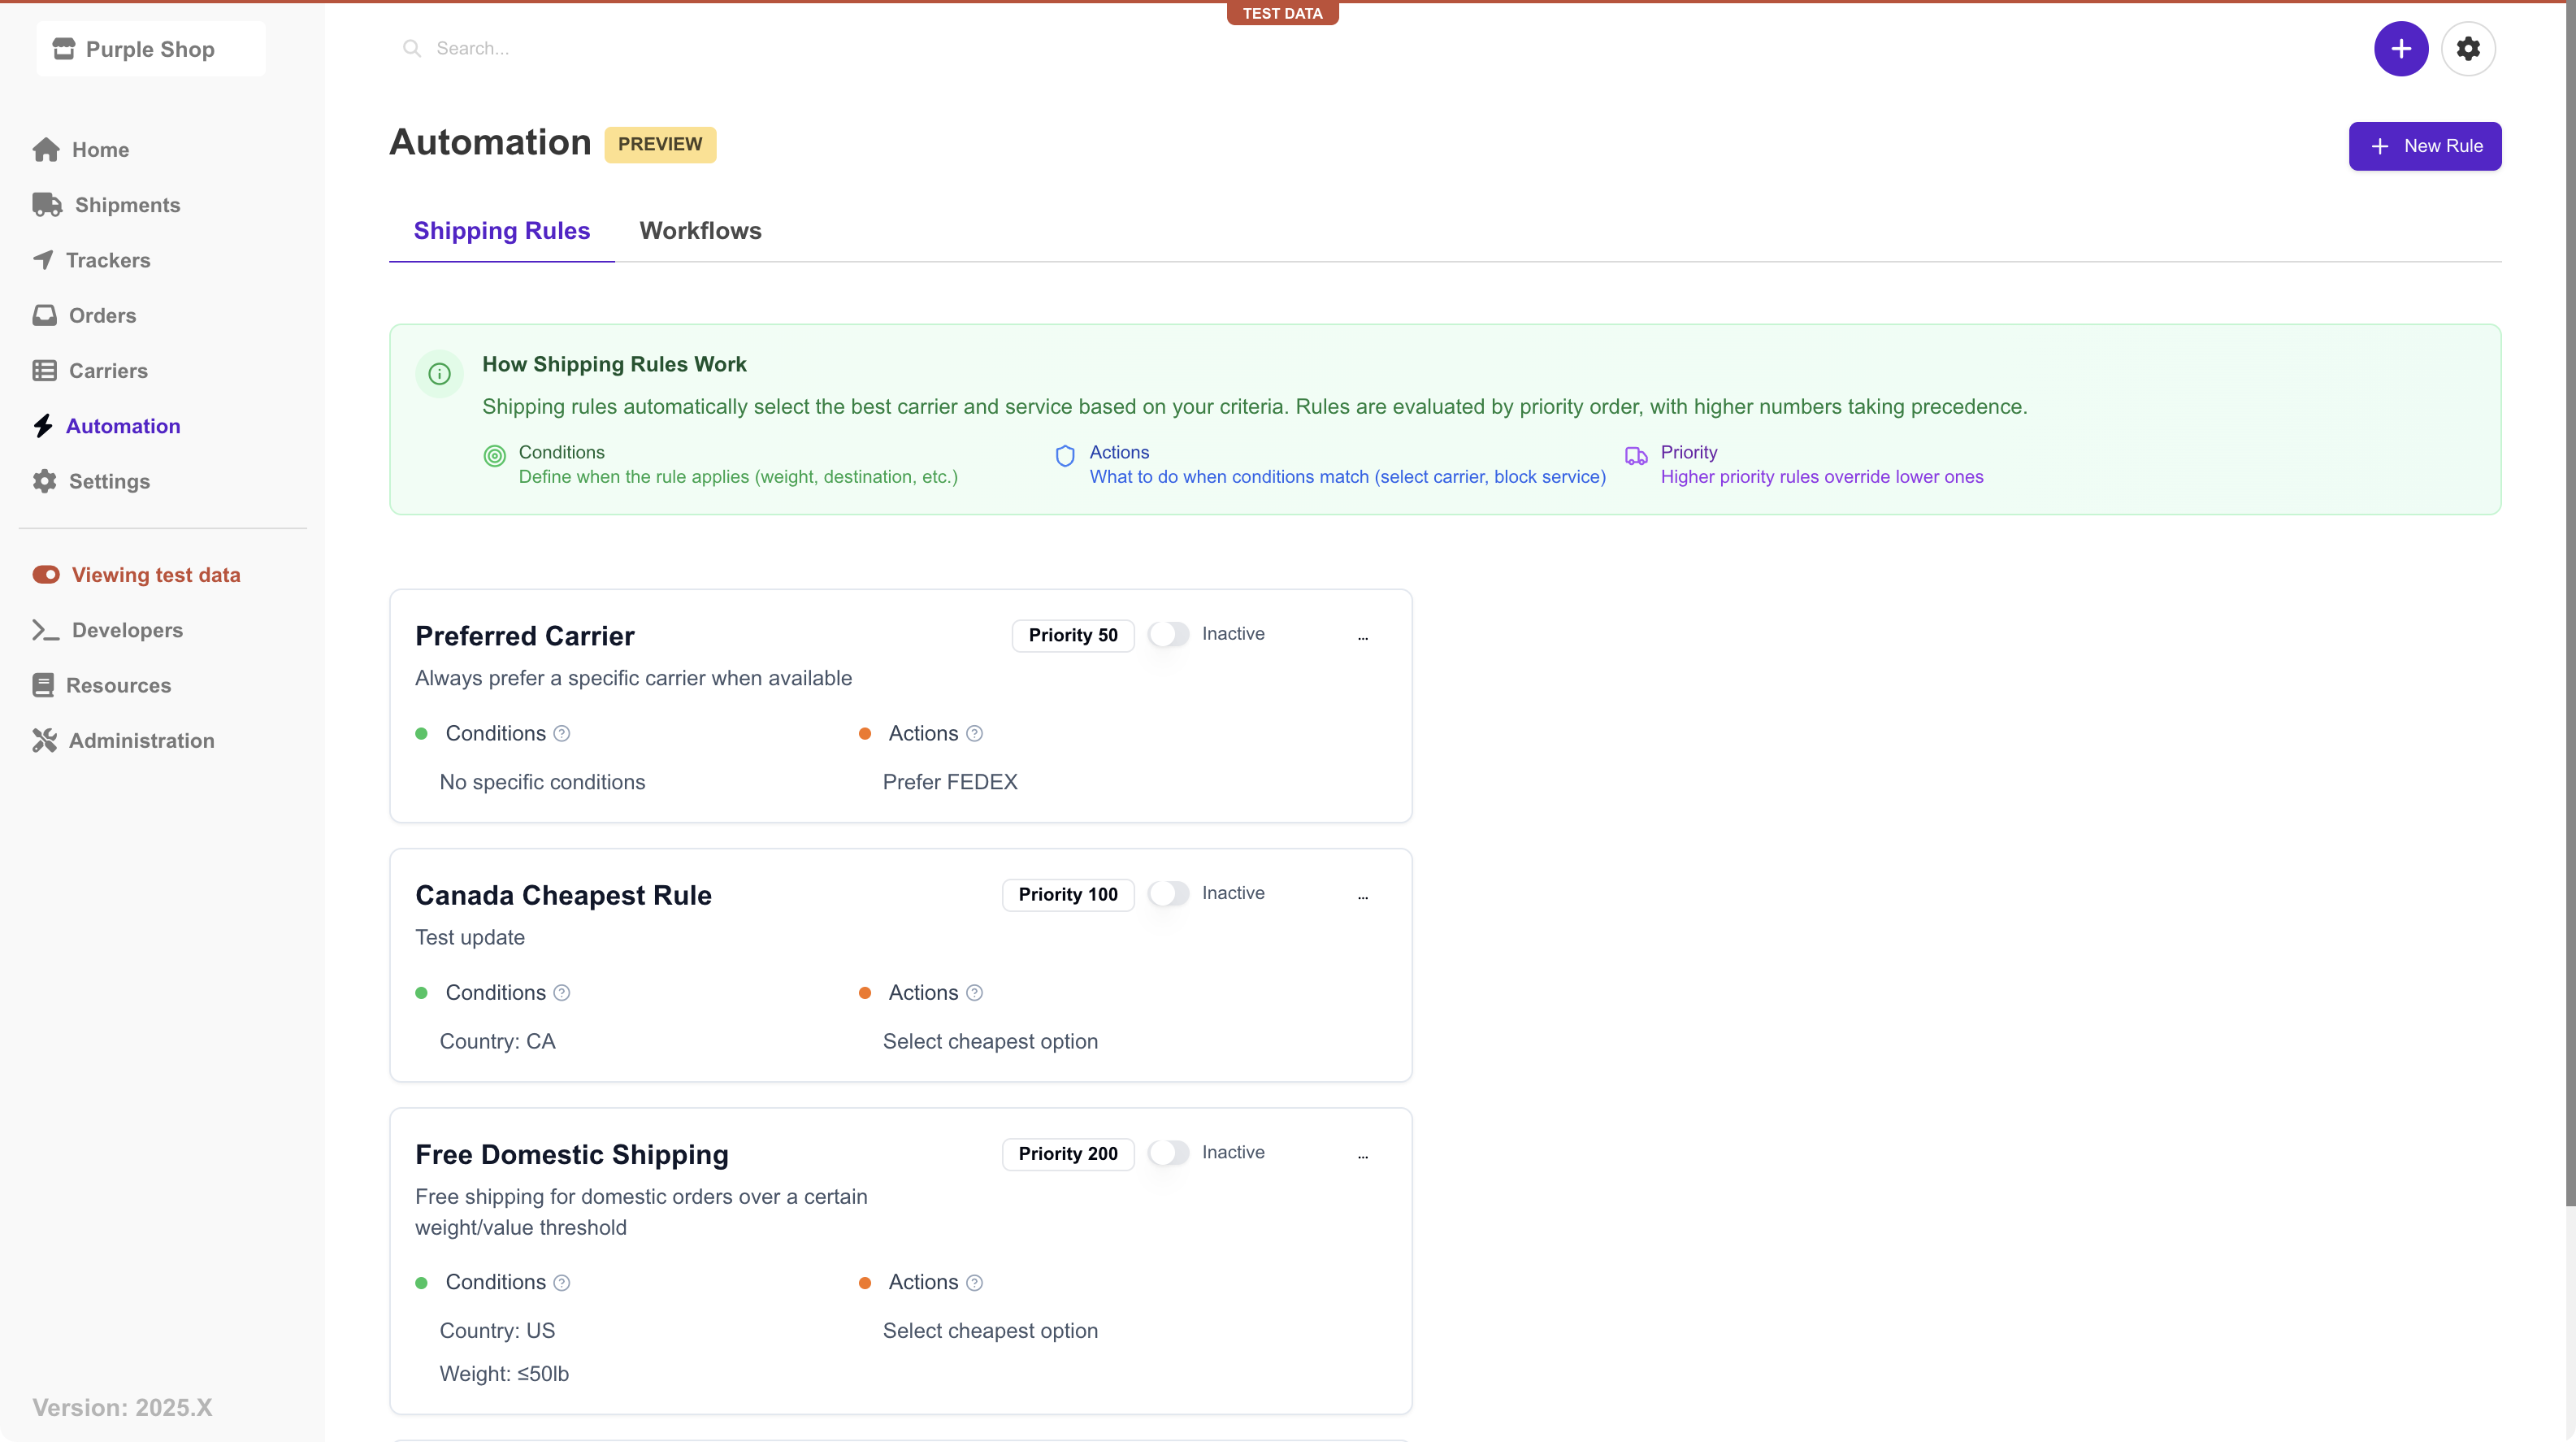 TEST DATA
Purple Shop
Search...
Home
Shipments
Trackers
Orders
Carriers
Automation
Settings
Viewing test data
Developers
Resources
Administration
Version: 2025.X
Automation PREVIEW
New Rule
Shipping Rules Workflows
How Shipping Rules Work
Shipping rules automatically select the best carrier and service based on your criteria. Rules are evaluated by priority order, with higher numbers taking precedence.
Conditions
Define when the rule applies (weight, destination, etc.)
Actions
What to do when conditions match (select carrier, block service)
Priority
Higher priority rules override lower ones
Preferred Carrier
Priority 50 Inactive ...
Always prefer a specific carrier when available
Conditions
No specific conditions
Actions
Prefer FEDEX
Canada Cheapest Rule
Priority 100 Inactive ...
Test update
Conditions
Country: CA
Actions
Select cheapest option
Free Domestic Shipping
Priority 200 Inactive ...
Free shipping for domestic orders over a certain
weight/value threshold
Conditions
Country: US
Weight: ≤50lb
Actions
Select cheapest option